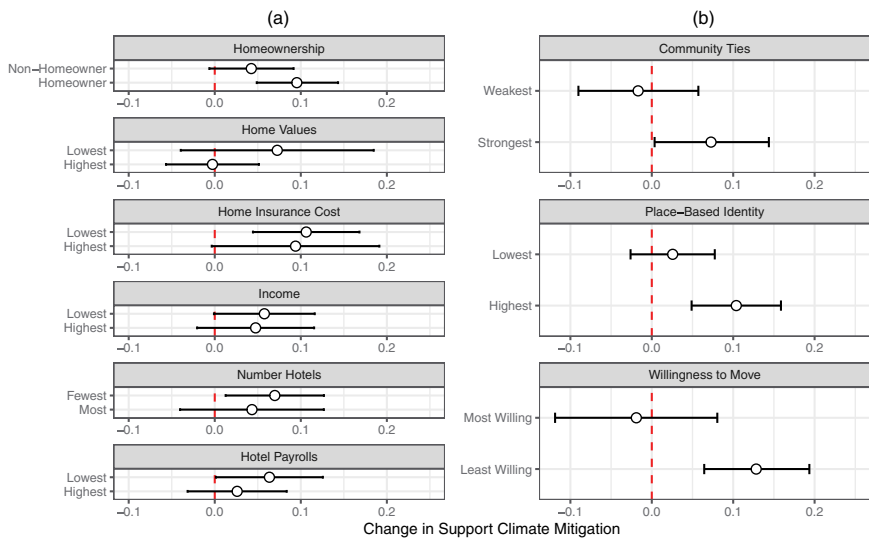 (a)
Homeownership
Non−Homeowner
Homeowner
−0.1 0.0 0.1 0.2
Home Values
Lowest
Highest
−0.1 0.0 0.1 0.2
Home Insurance Cost
Lowest
Highest
−0.1 0.0 0.1 0.2
Income
Lowest
Highest
−0.1 0.0 0.1 0.2
Number Hotels
Fewest
Most
−0.1 0.0 0.1 0.2
Hotel Payrolls
Lowest
Highest
−0.1 0.0 0.1 0.2
(b)
Community Ties
Weakest
Strongest
−0.1 0.0 0.1 0.2
Place−Based Identity
Lowest
Highest
−0.1 0.0 0.1 0.2
Willingness to Move
Most Willing
Least Willing
−0.1 0.0 0.1 0.2
Change in Support Climate Mitigation